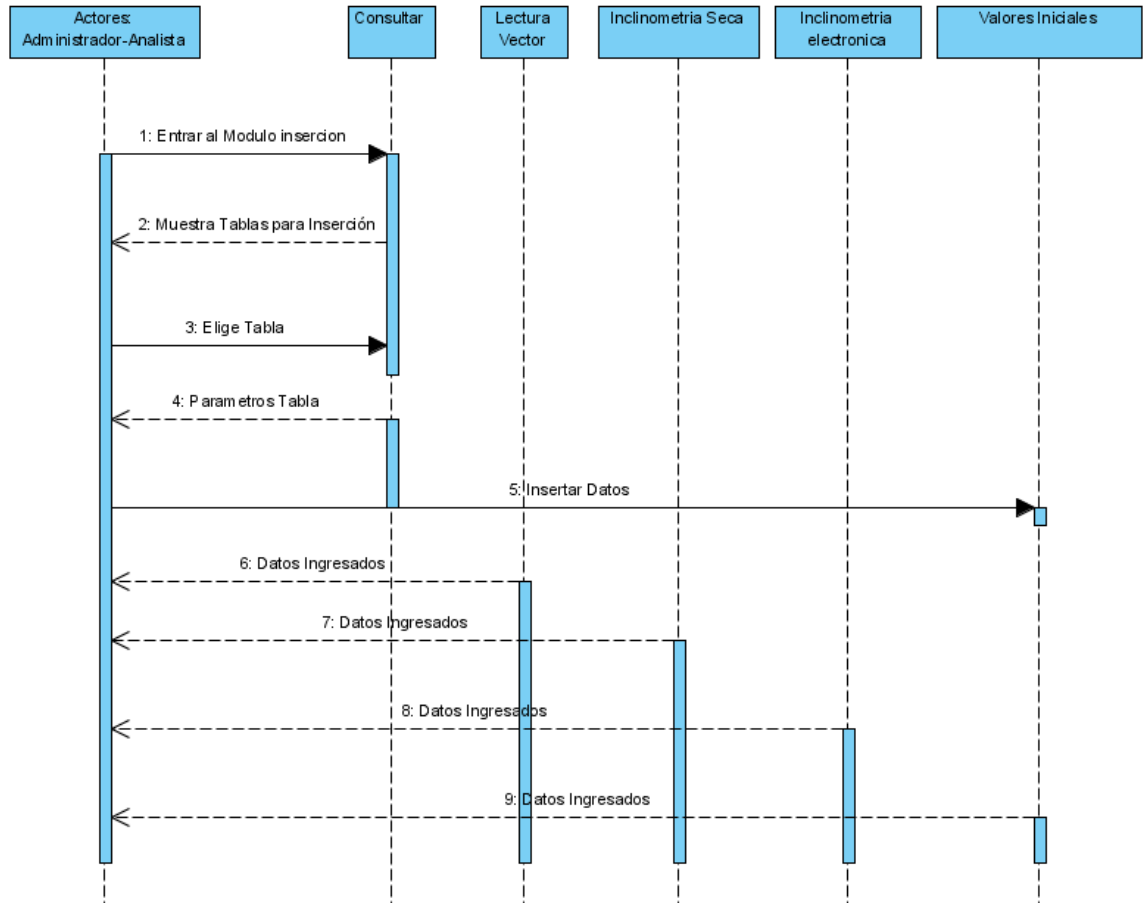 Actores:
Administrador-Analista
Consultar
Lectura
Vector
Inclinometria Seca
Inclinometria
electronica
Valores Iniciales
1: Entrar al Modulo insercion
2: Muestra Tablas para Inserción
3: Elige Tabla
4: Parametros Tabla
5: Insertar Datos
6: Datos Ingresados
7: Datos Ingresados
8: Datos Ingresados
9: Datos Ingresados